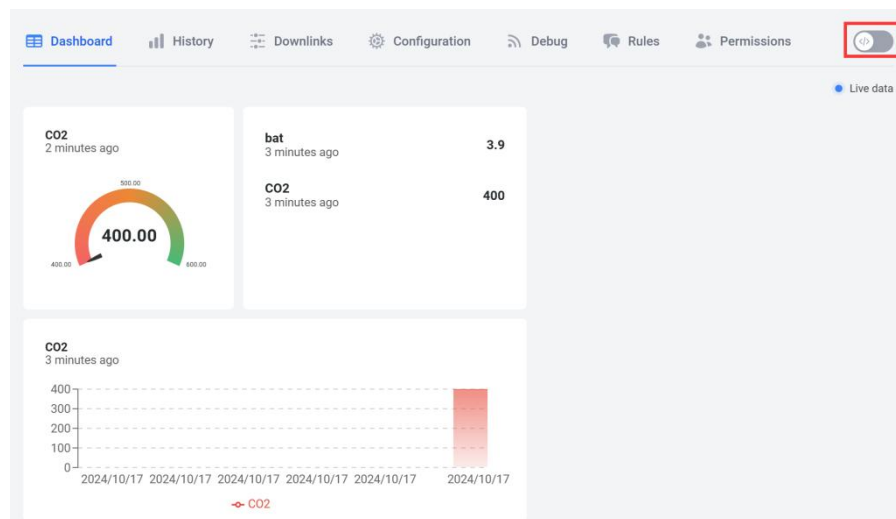 Dashboard History Downlinks Configuration Debug Rules Permissions </>
Live data
CO2
2 minutes ago
500.00
400.00
400.00 600.00
bat
3 minutes ago
3.9
CO2
3 minutes ago
400
CO2
3 minutes ago
400
300
200
100
0
2024/10/17 2024/10/17 2024/10/17 2024/10/17 2024/10/17 2024/10/17
CO2